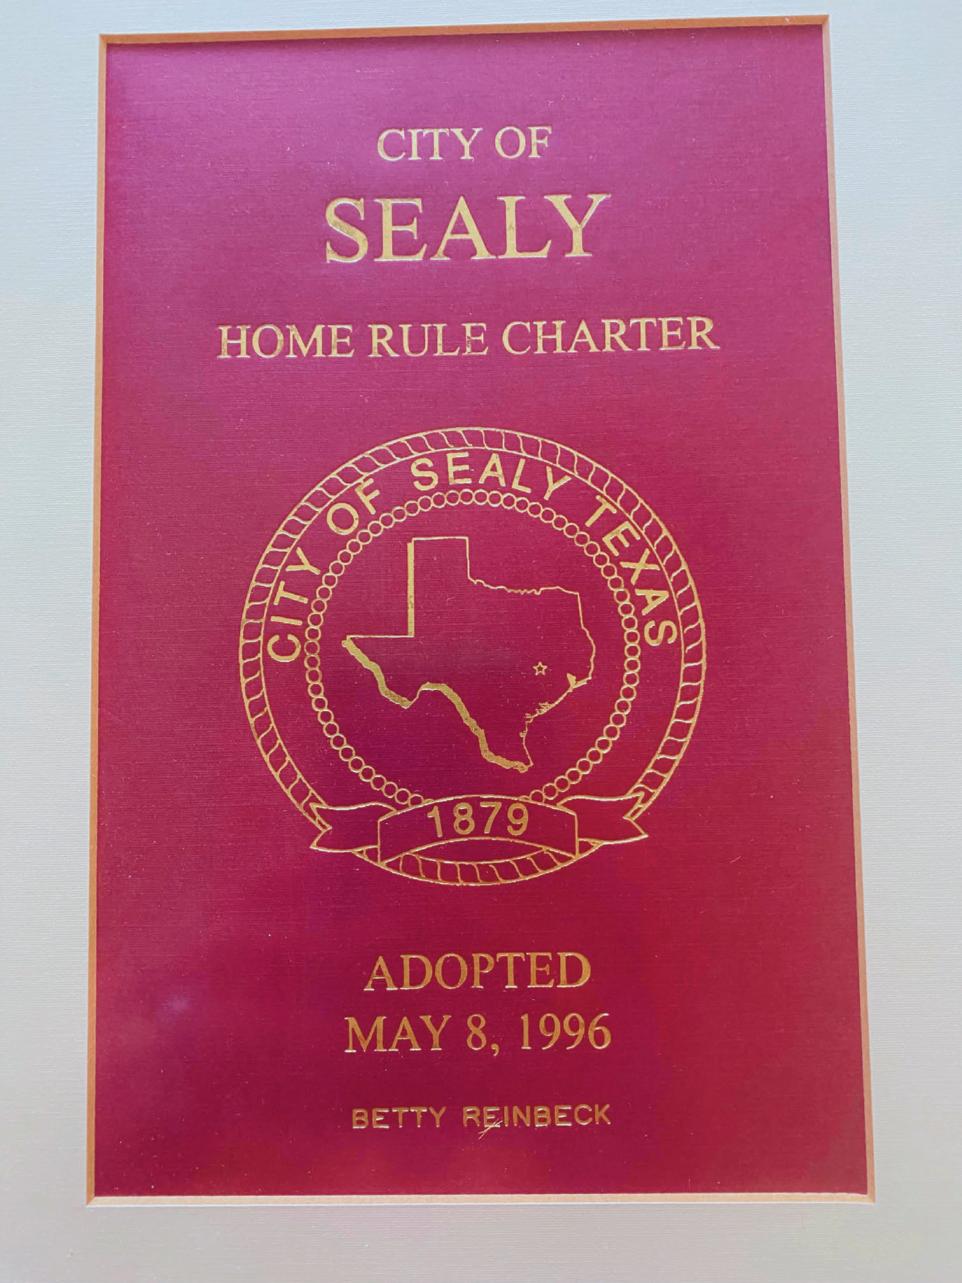 CITY OF
SEALY
HOME RULE CHARTER
CITY OF SEALY TEXAS
1879
ADOPTED
MAY 8, 1996
BETTY REINBECK